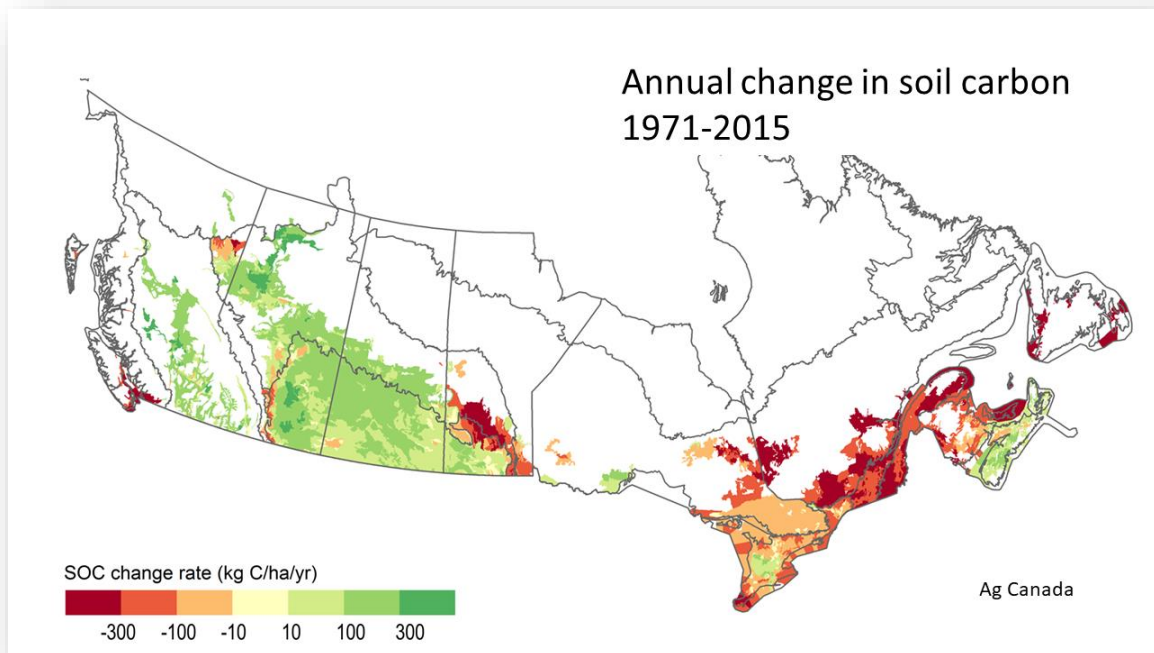 Annual change in soil carbon
1971-2015
SOC change rate (kg C/ha/yr)
-300 -100 -10 10 100 300
Ag Canada